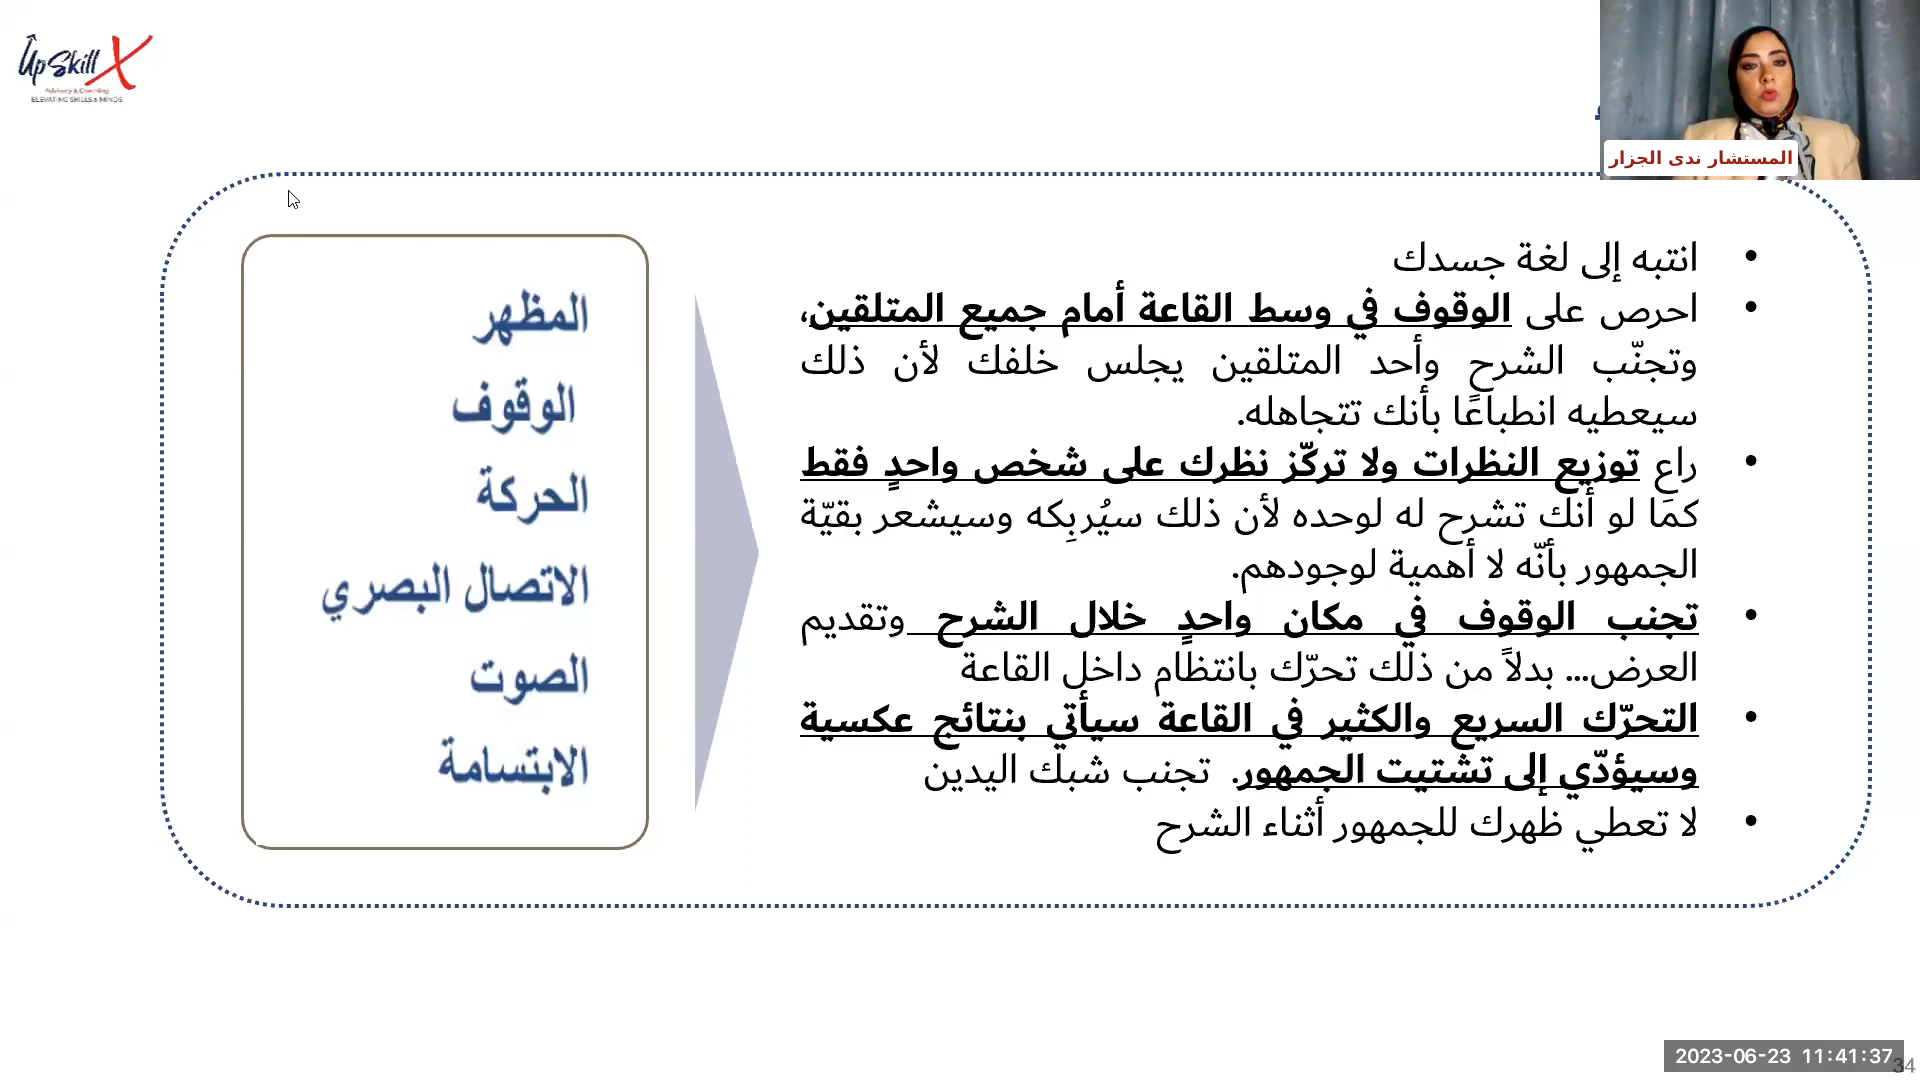 UpSkill X
Advisory & Coaching
ELEVATING SKILLS & MINDS
المستشار ندى الجزار
انتبه إلى لغة جسدك
احرص على الوقوف في وسط القاعة أمام جميع المتلقين،
وتجنّب الشرح وأحد المتلقين يجلس خلفك لأن ذلك
سيعطيه انطباعًا بأنك تتجاهله.
راعِ توزيع النظرات ولا تركّز نظرك على شخص واحدٍ فقط
كمَا لو أنك تشرح له لوحده لأن ذلك سيُربِكه وسيشعر بقيّة
الجمهور بأنّه لا أهمية لوجودهم.
تجنب الوقوف في مكان واحدٍ خلال الشرح وتقديم
العرض... بدلاً من ذلك تحرّك بانتظام داخل القاعة
التحرّك السريع والكثير في القاعة سيأتي بنتائج عكسية
وسيؤدّي إلى تشتيت الجمهور. تجنب شبك اليدين
لا تعطي ظهرك للجمهور أثناء الشرح
المظهر
الوقوف
الحركة
الاتصال البصري
الصوت
الابتسامة
2023-06-23 11:41:37
34